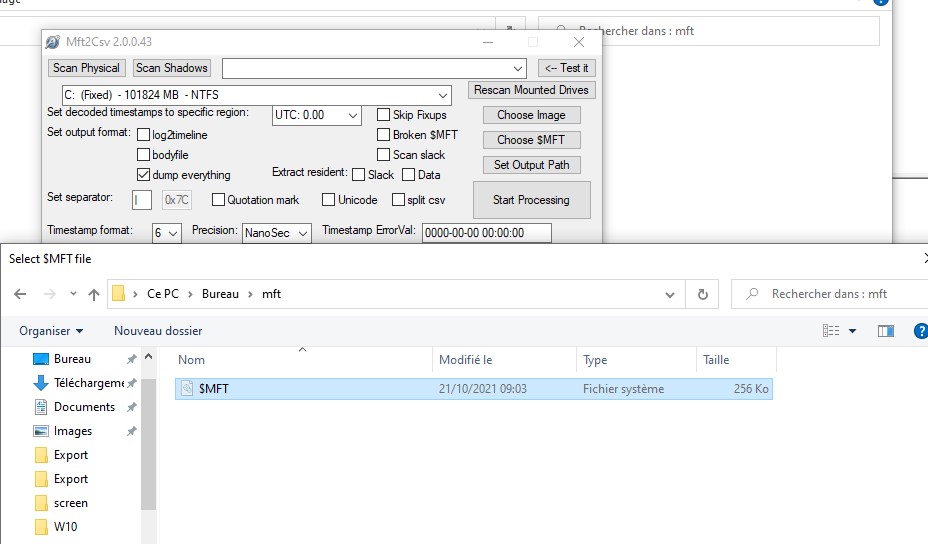 Rechercher dans : mft
Mft2Csv 2.0.0.43
Scan Physical Scan Shadows <-- Test it
C: (Fixed) - 101824 MB - NTFS Rescan Mounted Drives
Set decoded timestamps to specific region: UTC: 0.00 Skip Fixups Choose Image
Set output format: log2timeline Broken $MFT Choose $MFT
bodyfile Scan slack Set Output Path
dump everything Extract resident: Slack Data
Set separator: | 0x7C Quotation mark Unicode split csv Start Processing
Timestamp format: 6 Precision: NanoSec Timestamp ErrorVal: 0000-00-00 00:00:00
Select $MFT file
Ce PC > Bureau > mft Rechercher dans : mft
Organiser Nouveau dossier
Bureau Nom Modifié le Type Taille
Téléchargeme $MFT 21/10/2021 09:03 Fichier système 256 Ko
Documents
Images
Export
Export
screen
W10